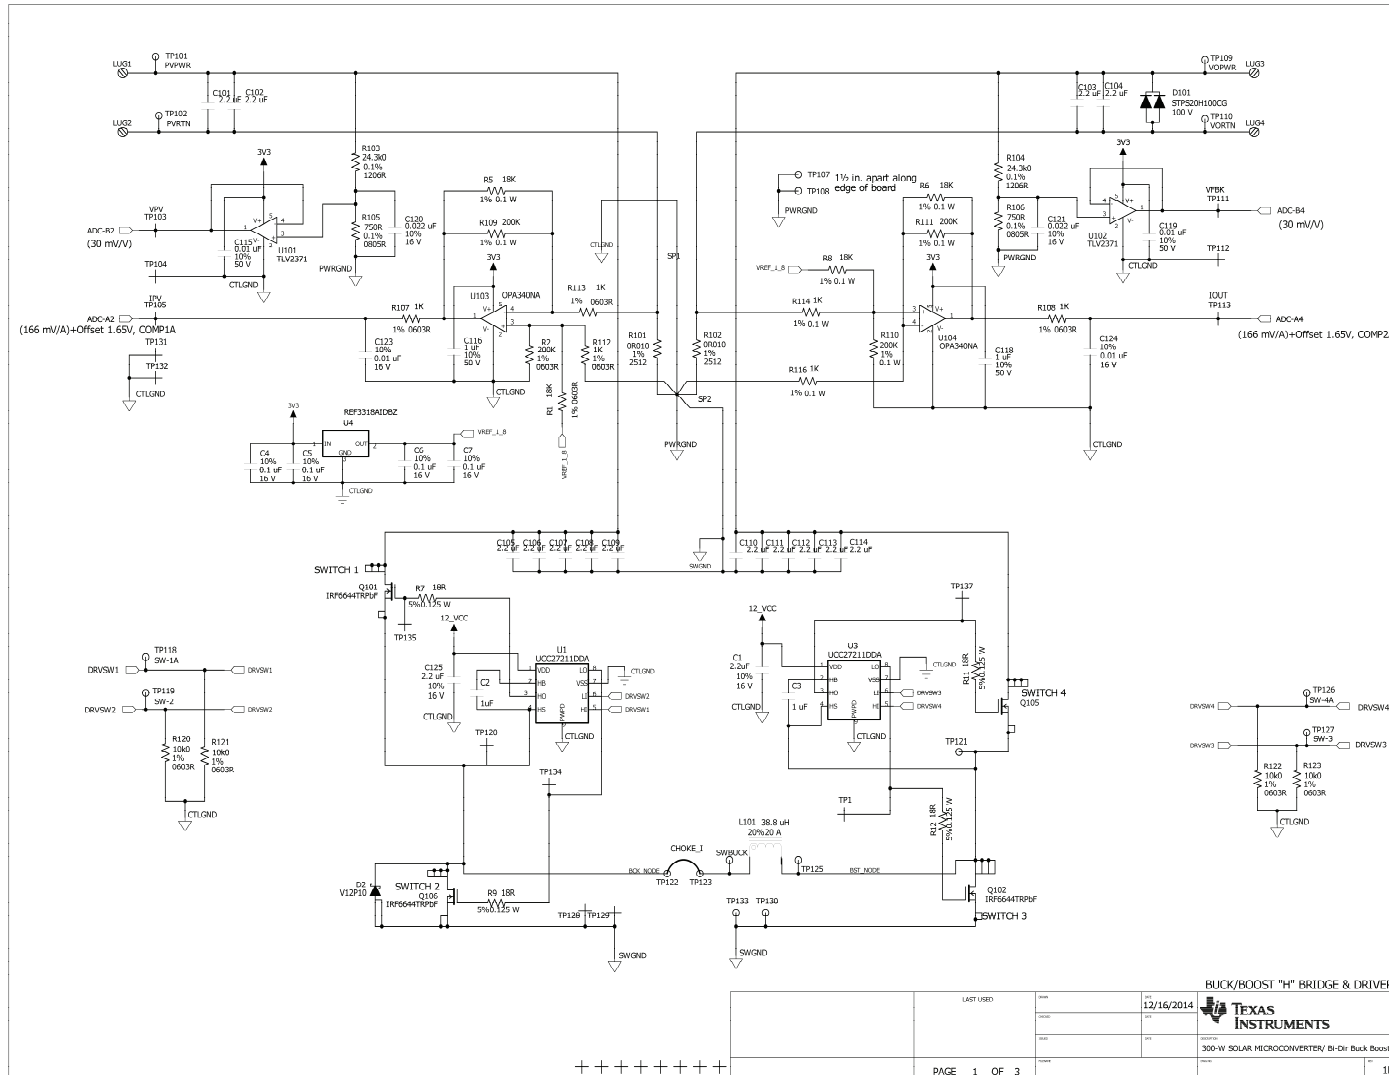 LUG1
TP101
PVPWR
C101
2.2 uF
C102
2.2 uF
LUG2
TP102
PVRTN
LUG3
TP109
VOPWR
C103
2.2 uF
C104
2.2 uF
D101
STPS20H100CG
100 V
LUG4
TP110
VORTN
3V3
R103
24.3k0
0.1%
1206R
R105
750R
0.1%
0805R
C120
0.022 uF
10%
16 V
VPV
TP103
ADC-B2
(30 mV/V)
C115
0.01 uF
10%
50 V
V+
V-
U101
TLV2371
TP104
CTLGND
PWRGND
R5 18K
1% 0.1 W
R109 200K
1% 0.1 W
3V3
U103
OPA340NA
V+
V-
R113 1K
1% 0603R
CTLGND
SP1
IPV
TP105
ADC-A2
(166 mV/A)+Offset 1.65V, COMP1A
TP131
TP132
CTLGND
R107 1K
1% 0603R
C123
10%
0.01 uF
16 V
C116
1 uF
10%
50 V
CTLGND
R2
200K
1%
0603R
R112
1K
1%
0603R
R1 18K
1% 0603R
VREF_1_8
R101
0R010
1%
2512
R102
0R010
1%
2512
SP2
PWRGND
TP107
TP108
1½ in. apart along
edge of board
PWRGND
R6 18K
1% 0.1 W
R111 200K
1% 0.1 W
VREF_1_8
R8 18K
1% 0.1 W
R114 1K
1% 0.1 W
R110
200K
1%
0.1 W
R116 1K
1% 0.1 W
3V3
V+
V-
U104
OPA340NA
C118
1 uF
10%
50 V
R108 1K
1% 0603R
C124
10%
0.01 uF
16 V
CTLGND
IOUT
TP113
ADC-A4
(166 mV/A)+Offset 1.65V, COMP2
R104
24.3k0
0.1%
1206R
R106
750R
0.1%
0805R
C121
0.022 uF
10%
16 V
PWRGND
3V3
V+
V-
U102
TLV2371
C119
0.01 uF
10%
50 V
CTLGND
VFBK
TP111
ADC-B4
(30 mV/V)
TP112
3V3
REF3318AIDBZ
U4
IN
OUT
GND
VREF_1_8
C4
10%
0.1 uF
16 V
C5
10%
0.1 uF
16 V
C6
10%
0.1 uF
16 V
C7
10%
0.1 uF
16 V
CTLGND
C105
2.2 uF
C106
2.2 uF
C107
2.2 uF
C108
2.2 uF
C109
2.2 uF
SWGND
C110
2.2 uF
C111
2.2 uF
C112
2.2 uF
C113
2.2 uF
C114
2.2 uF
SWITCH 1
Q101
IRF6644TRPbF
R7 18R
5% 0.125 W
TP135
12_VCC
C125
2.2 uF
10%
16 V
CTLGND
C2
1uF
U1
UCC27211DDA
VDD
HB
HO
HS
LO
VSS
LI
HI
PWPD
CTLGND
DRVSW2
DRVSW1
CTLGND
TP120
TP134
12_VCC
C1
2.2uF
10%
16 V
CTLGND
C3
1 uF
U3
UCC27211DDA
VDD
HB
HO
HS
LO
VSS
LI
HI
PWPD
CTLGND
DRVSW3
DRVSW4
CTLGND
TP137
R11 18R
5% 0.125 W
SWITCH 4
Q105
TP121
TP1
R12 18R
5% 0.125 W
DRVSW1
TP118
SW-1A
DRVSW1
DRVSW2
TP119
SW-2
DRVSW2
R120
10k0
1%
0603R
R121
10k0
1%
0603R
CTLGND
DRVSW4
TP126
SW-4A
DRVSW4
DRVSW3
TP127
SW-3
DRVSW3
R122
10k0
1%
0603R
R123
10k0
1%
0603R
CTLGND
D2
V12P10
SWITCH 2
Q106
IRF6644TRPbF
R9 18R
5% 0.125 W
TP128
TP129
SWGND
BCK_NODE
CHOKE_I
TP122
TP123
SWBUCK
L101 38.8 uH
20% 20 A
TP125
BST_NODE
TP133
TP130
SWGND
Q102
IRF6644TRPbF
SWITCH 3
BUCK/BOOST "H" BRIDGE & DRIVER
LAST USED
12/16/2014
TEXAS
INSTRUMENTS
300-W SOLAR MICROCONVERTER/ Bi-Dir Buck Boost
PAGE 1 OF 3